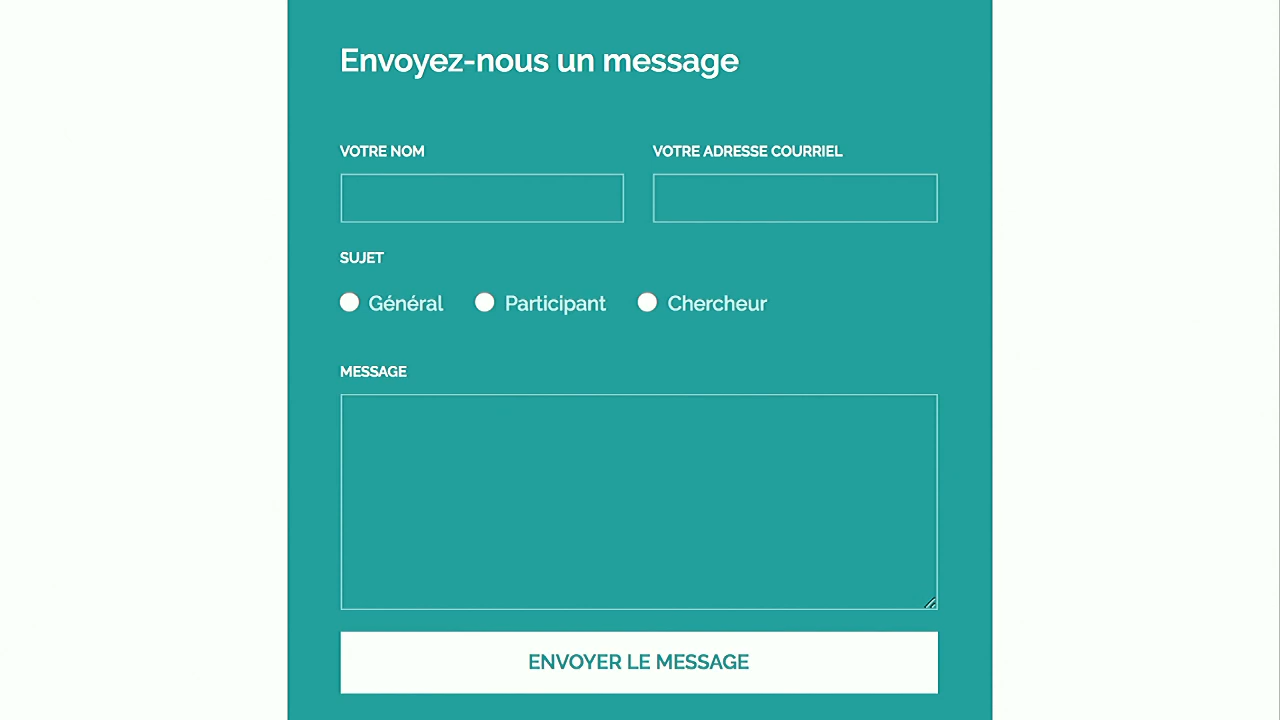 Envoyez-nous un message
VOTRE NOM
VOTRE ADRESSE COURRIEL
SUJET
Général
Participant
Chercheur
MESSAGE
ENVOYER LE MESSAGE